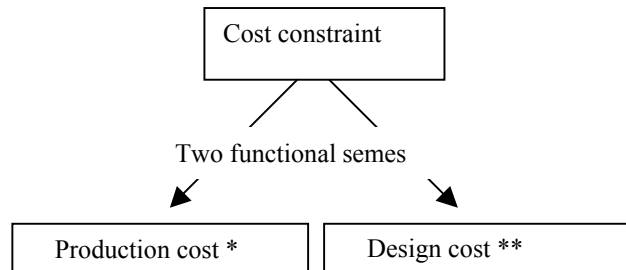 Cost constraint
Two functional semes
Production cost *
Design cost **